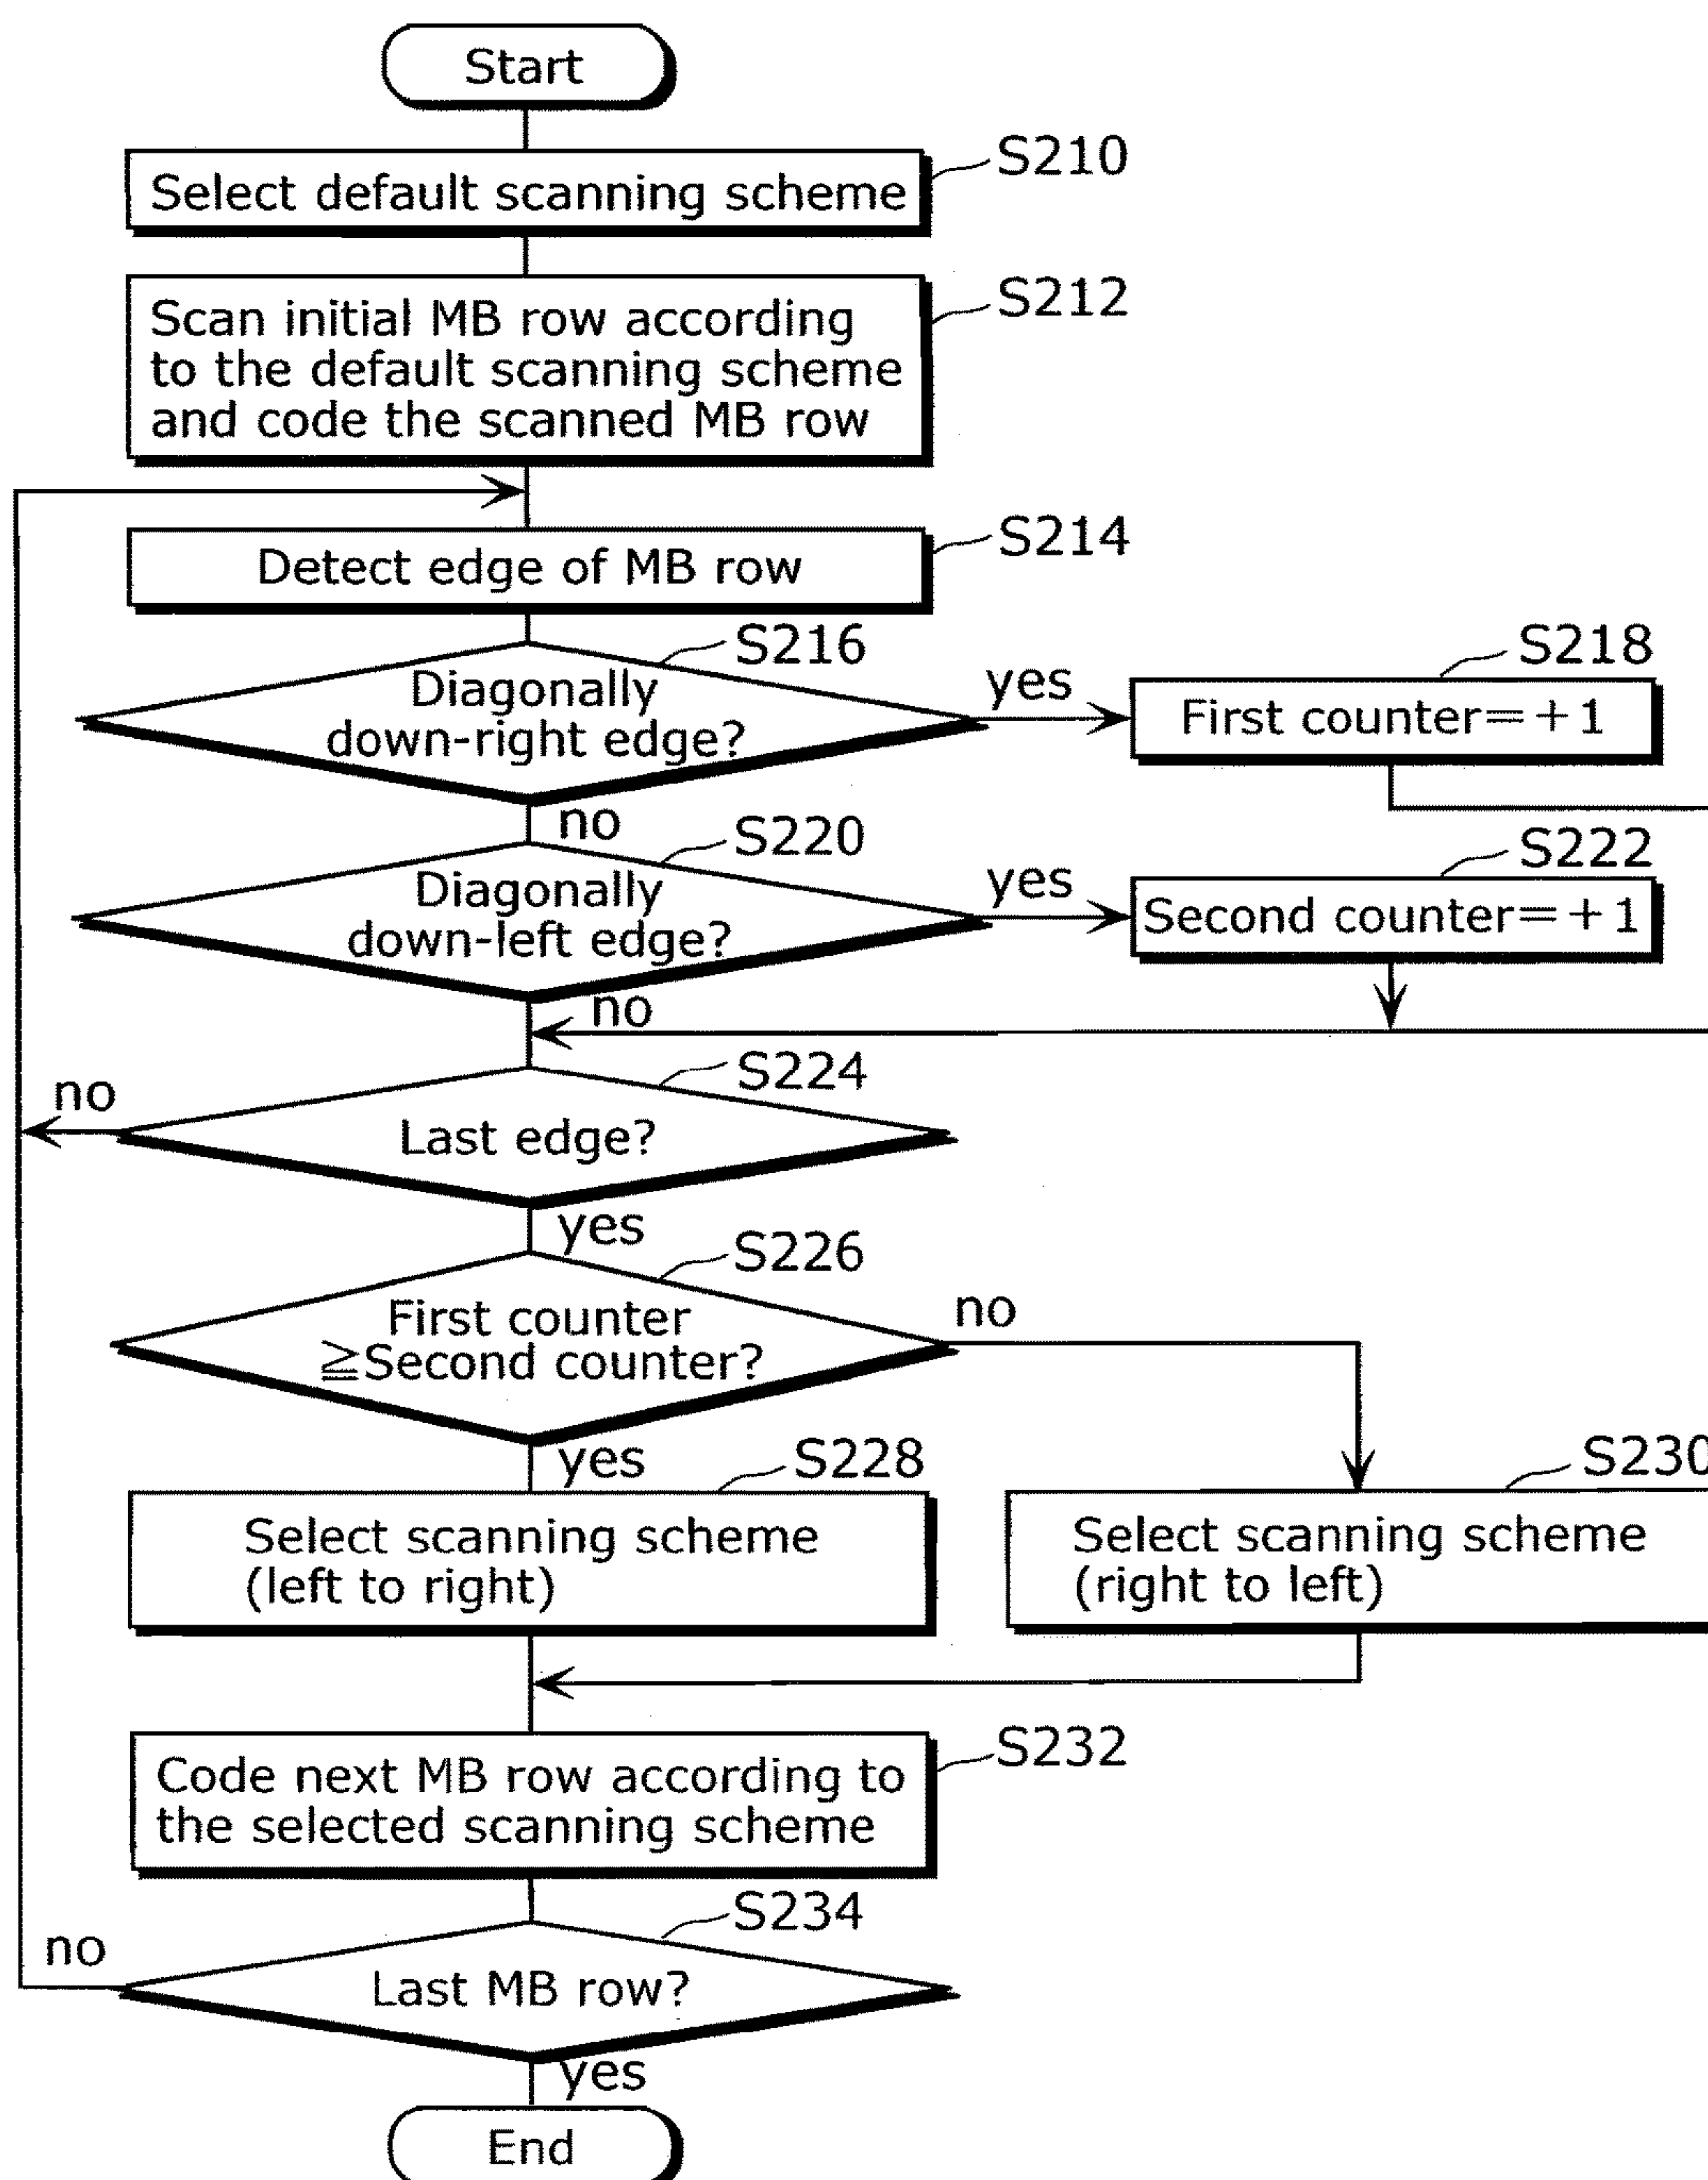 Start
Select default scanning scheme
S210
Scan initial MB row according
to the default scanning scheme
and code the scanned MB row
S212
Detect edge of MB row
S214
Diagonally
down-right edge?
S216
yes
First counter=+1
S218
no
Diagonally
down-left edge?
S220
yes
Second counter=+1
S222
no
Last edge?
S224
no
yes
First counter
≧Second counter?
S226
no
yes
Select scanning scheme
(left to right)
S228
Select scanning scheme
(right to left)
S230
Code next MB row according to
the selected scanning scheme
S232
Last MB row?
S234
no
yes
End